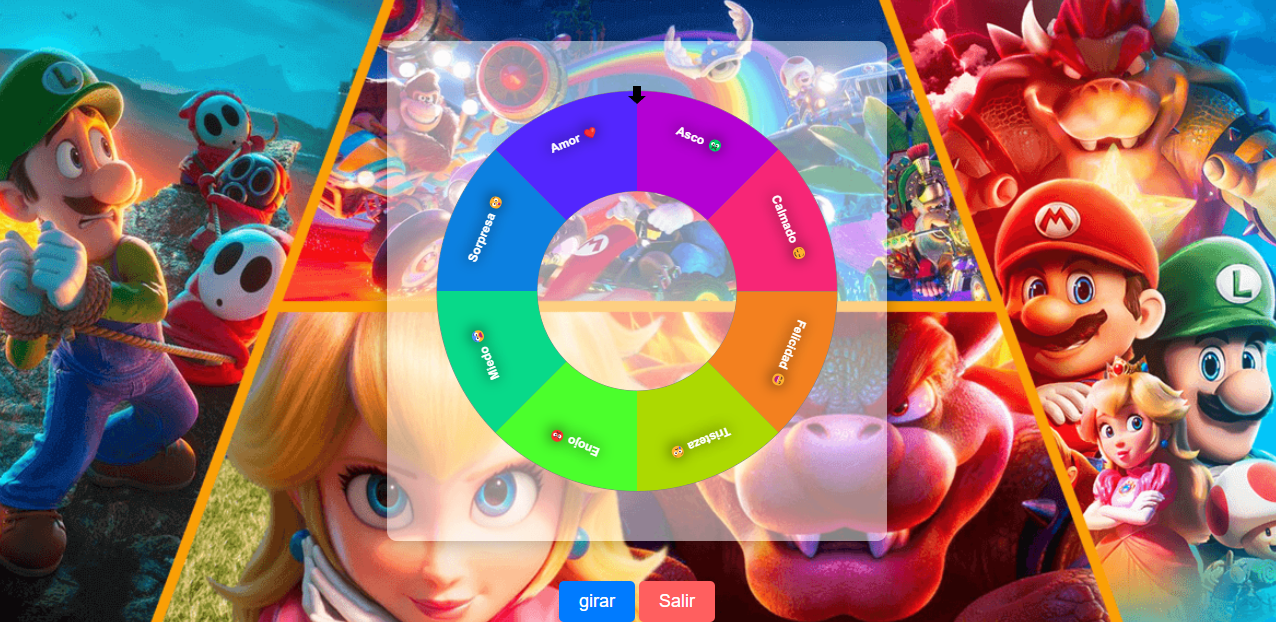 Amor ❤️
Asco 🤢
Calmado 😌
Felicidad 😄
Tristeza 😢
Enojo 😡
Miedo 😨
Sorpresa 😳
L
M
M
L
girar
Salir